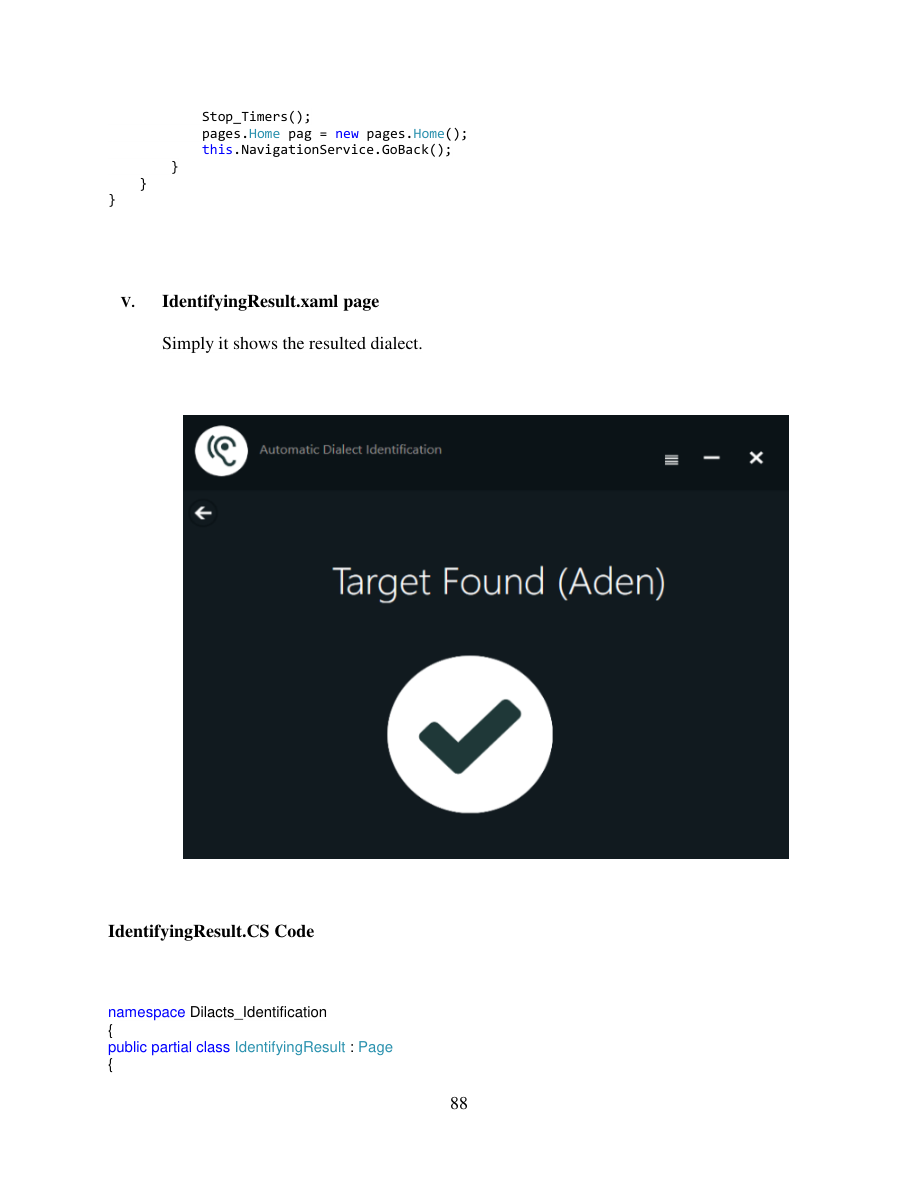 Stop_Timers();
pages.Home pag = new pages.Home();
this.NavigationService.GoBack();
}
}
}
v. IdentifyingResult.xaml page
Simply it shows the resulted dialect.
Automatic Dialect Identification
Target Found (Aden)
IdentifyingResult.CS Code
namespace Dilacts_Identification
{
public partial class IdentifyingResult : Page
{
88